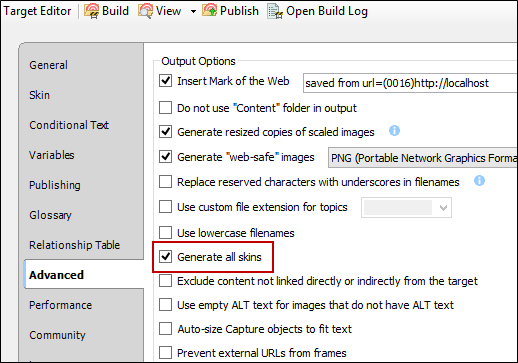 Target Editor Build View Publish Open Build Log
General
Skin
Conditional Text
Variables
Publishing
Glossary
Relationship Table
Advanced
Performance
Community
Output Options
Insert Mark of the Web saved from url=(0016)http://localhost
Do not use "Content" folder in output
Generate resized copies of scaled images
Generate "web-safe" images PNG (Portable Network Graphics Forma
Replace reserved characters with underscores in filenames
Use custom file extension for topics
Use lowercase filenames
Generate all skins
Exclude content not linked directly or indirectly from the target
Use empty ALT text for images that do not have ALT text
Auto-size Capture objects to fit text
Prevent external URLs from frames